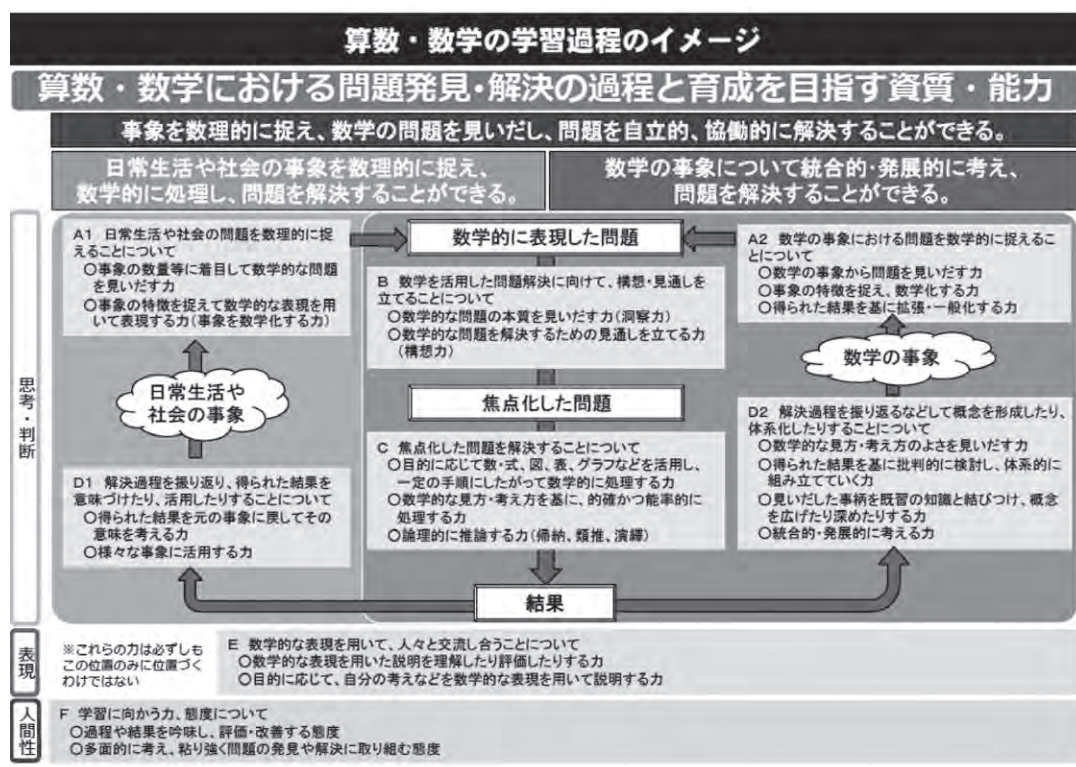 算数・数学の学習過程のイメージ
算数・数学における問題発見・解決の過程と育成を目指す資質・能力
事象を数理的に捉え、数学の問題を見いだし、問題を自立的、協働的に解決することができる。
日常生活や社会の事象を数理的に捉え、
数学的に処理し、問題を解決することができる。
数学の事象について統合的・発展的に考え、
問題を解決することができる。
思考・判断
A1 日常生活や社会の問題を数理的に捉
えることについて
○事象の数量等に着目して数学的な問題
を見いだす力
○事象の特徴を捉えて数学的な表現を用
いて表現する力(事象を数学化する力)
日常生活や
社会の事象
D1 解決過程を振り返り、得られた結果を
意味づけたり、活用したりすることについて
○得られた結果を元の事象に戻してその
意味を考える力
○様々な事象に活用する力
数学的に表現した問題
B 数学を活用した問題解決に向けて、構想・見通しを
立てることについて
○数学的な問題の本質を見いだす力(洞察力)
○数学的な問題を解決するための見通しを立てる力
(構想力)
焦点化した問題
C 焦点化した問題を解決することについて
○目的に応じて数・式、図、表、グラフなどを活用し、
一定の手順にしたがって数学的に処理する力
○数学的な見方・考え方を基に、的確かつ能率的に
処理する力
○論理的に推論する力(帰納、類推、演繹)
結果
A2 数学の事象における問題を数学的に捉えるこ
とについて
○数学の事象から問題を見いだす力
○事象の特徴を捉え、数学化する力
○得られた結果を基に拡張・一般化する力
数学の事象
D2 解決過程を振り返るなどして概念を形成したり、
体系化したりすることについて
○数学的な見方・考え方のよさを見いだす力
○得られた結果を基に批判的に検討し、体系的に
組み立てていく力
○見いだした事柄を既習の知識と結びつけ、概念
を広げたり深めたりする力
○統合的・発展的に考える力
表現
※これらの力は必ずしも
この位置のみに位置づく
わけではない
E 数学的な表現を用いて、人々と交流し合うことについて
○数学的な表現を用いた説明を理解したり評価したりする力
○目的に応じて、自分の考えなどを数学的な表現を用いて説明する力
人間性
F 学習に向かう力、態度について
○過程や結果を吟味し、評価・改善する態度
○多面的に考え、粘り強く問題の発見や解決に取り組む態度